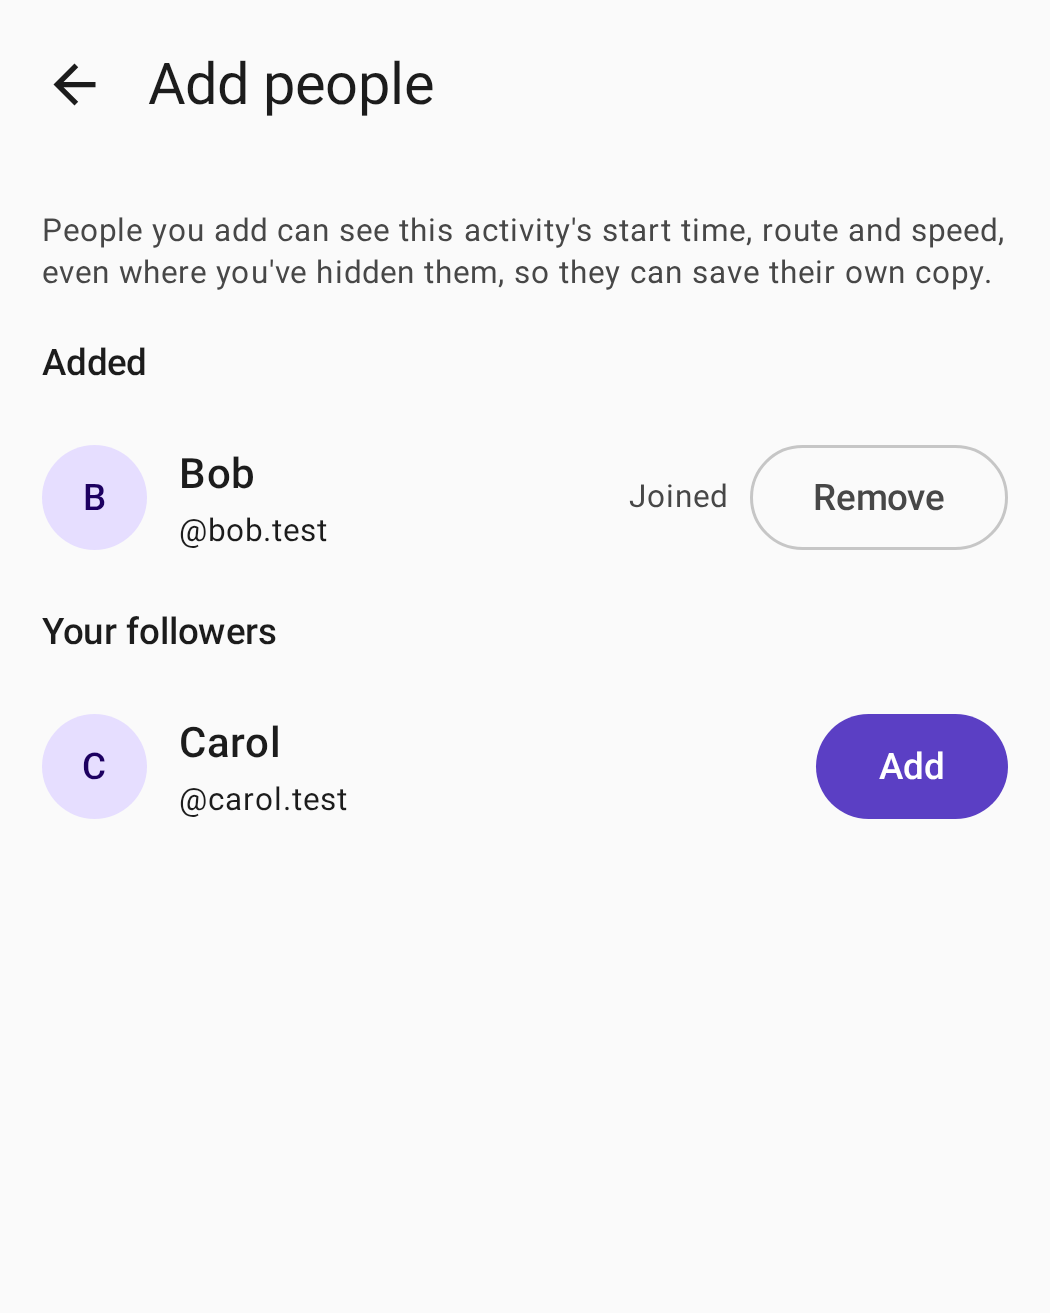 Add people
People you add can see this activity's start time, route and speed,
even where you've hidden them, so they can save their own copy.
Added
B
Bob
@bob.test
Joined
Remove
Your followers
C
Carol
@carol.test
Add